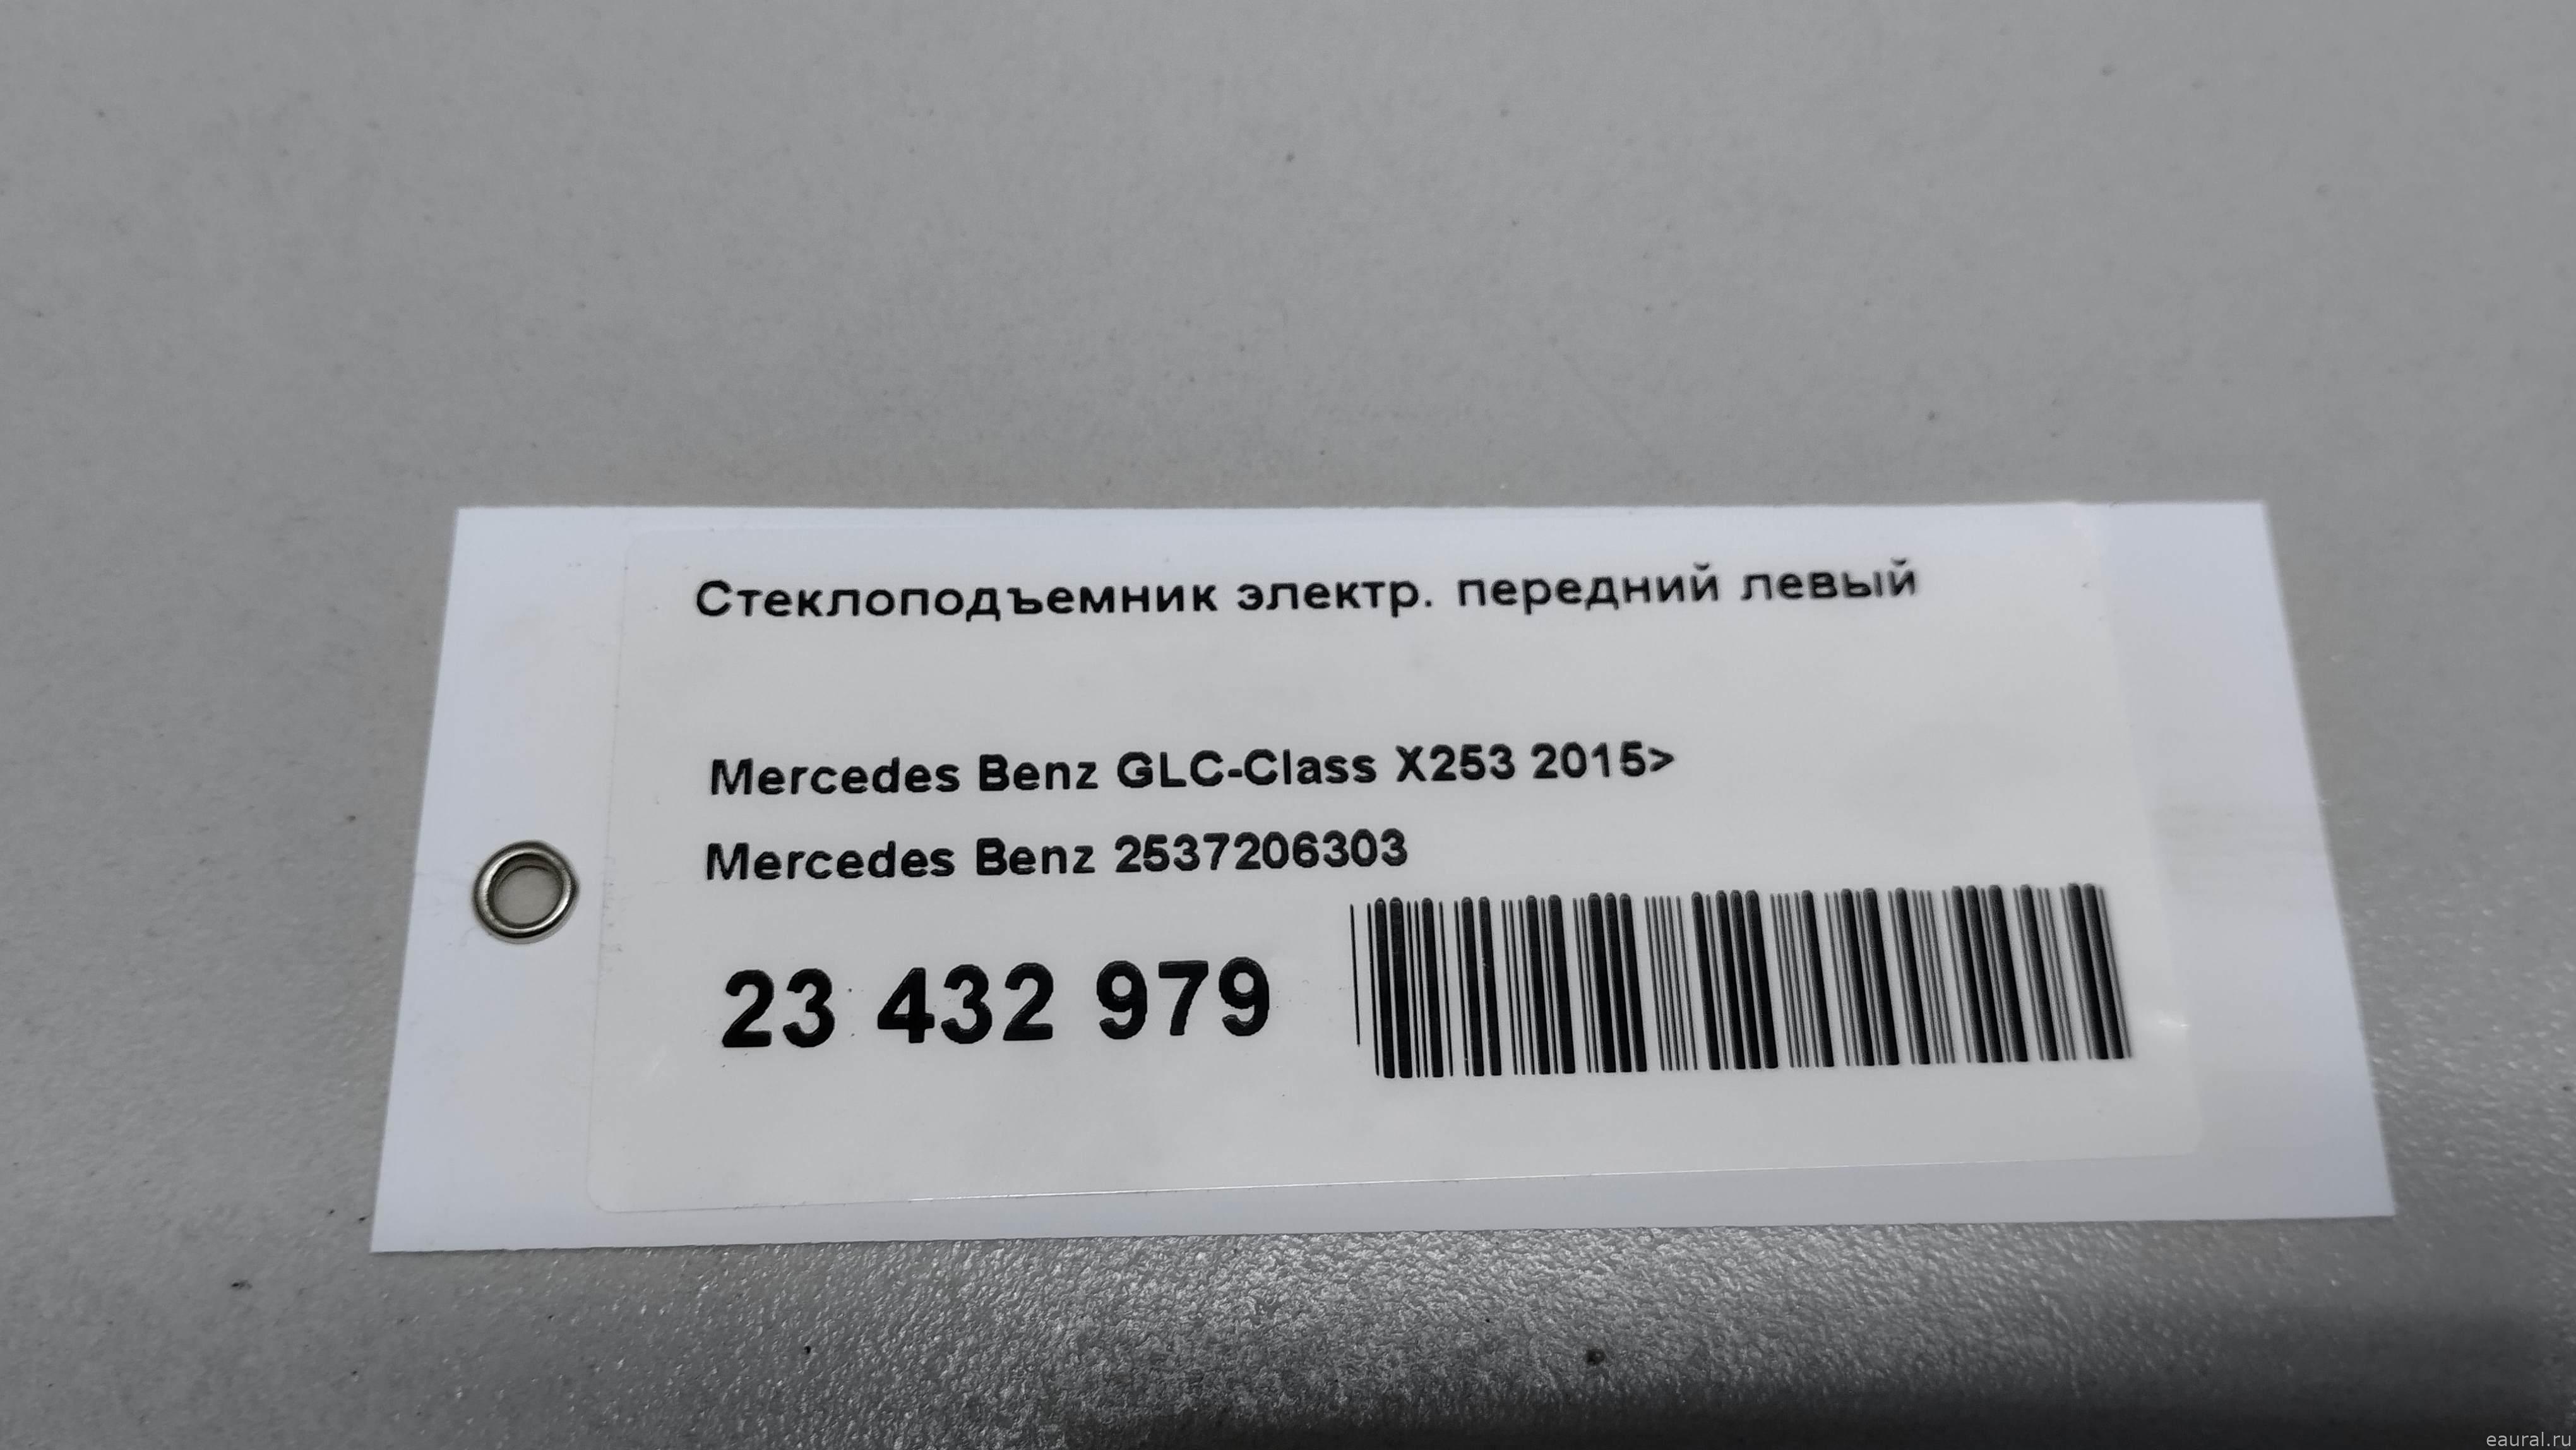 Стеклоподъемник электр. передний левый
Mercedes Benz GLC-Class X253 2015>
Mercedes Benz 2537206303
23 432 979
eaural.ru